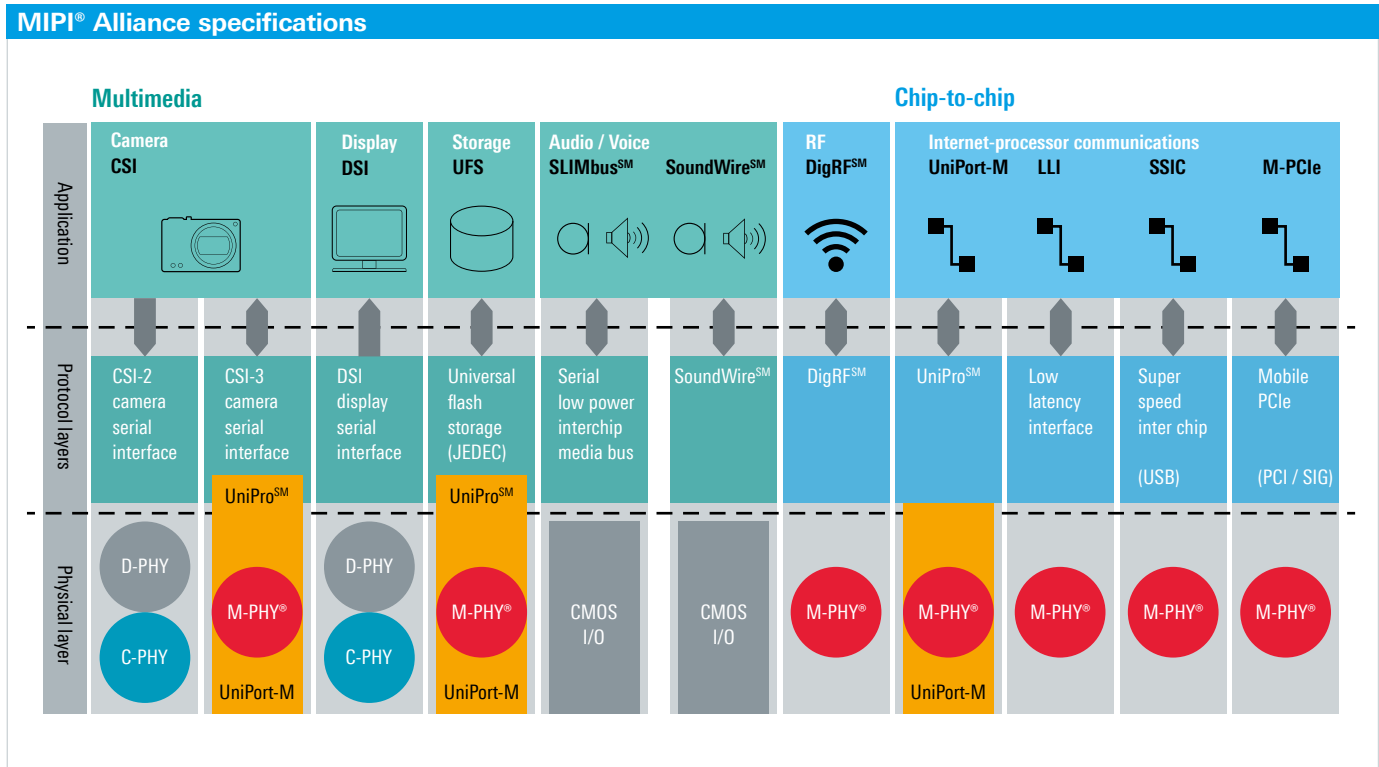 MIPI® Alliance specifications
Multimedia
Chip-to-chip
Application
Camera
CSI
Display
DSI
Storage
UFS
Audio / Voice
SLIMbusSM
SoundWireSM
RF
DigRFSM
Internet-processor communications
UniPort-M
LLI
SSIC
M-PCIe
Protocol layers
CSI-2
camera
serial
interface
CSI-3
camera
serial
interface
UniProSM
DSI
display
serial
interface
Universal
flash
storage
(JEDEC)
UniProSM
Serial
low power
interchip
media bus
SoundWireSM
DigRFSM
UniProSM
Low
latency
interface
Super
speed
inter chip
(USB)
Mobile
PCIe
(PCI / SIG)
Physical layer
D-PHY
C-PHY
M-PHY®
UniPort-M
D-PHY
C-PHY
M-PHY®
UniPort-M
CMOS
I/O
CMOS
I/O
M-PHY®
M-PHY®
UniPort-M
M-PHY®
M-PHY®
M-PHY®